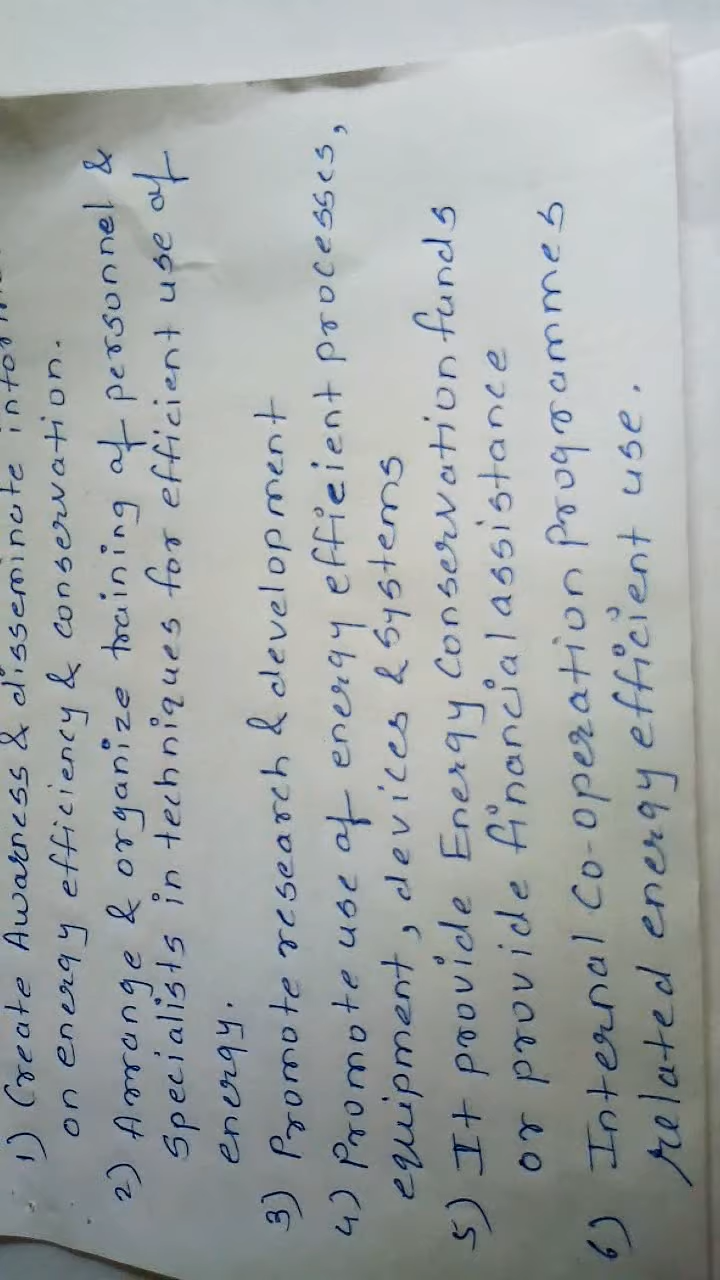 1) Create Awarness & disseminate
on energy efficiency & conservation.
2) Arrange & organize training of personnel &
Specialists in techniques for efficient use of
energy.
3) Promote research & development
4) Promote use of energy effieient processes,
equipment, devices & Systems
5) It provide Energy Conservation funds
or provide financial assistance
6) Internal Co-operation Programmes
related energy efficient use.